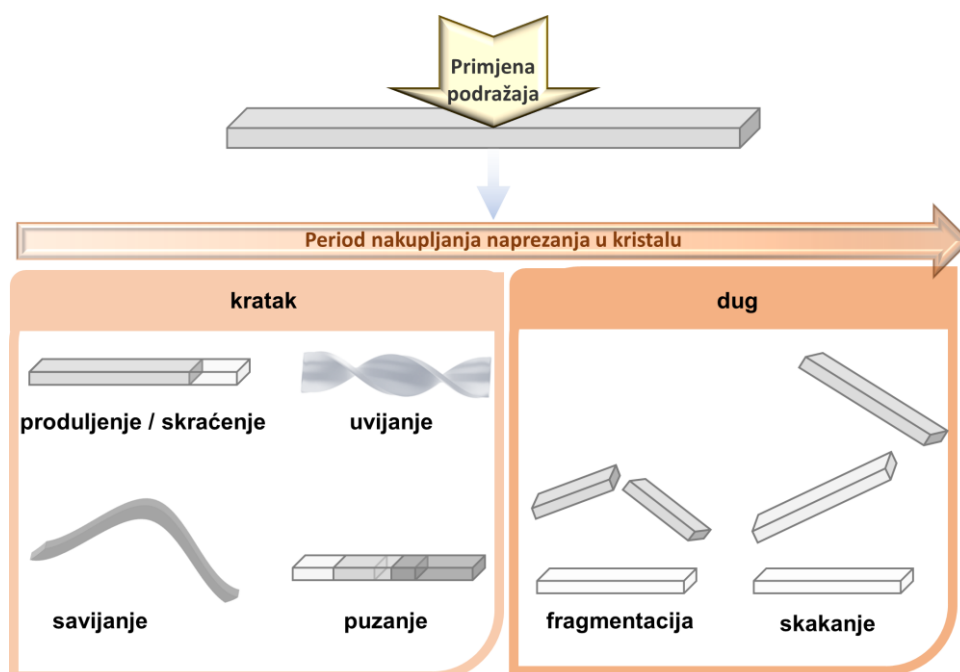 Primjena
podražaja
Period nakupljanja naprezanja u kristalu
kratak
dug
produljenje / skraćenje
uvijanje
savijanje
puzanje
fragmentacija
skakanje